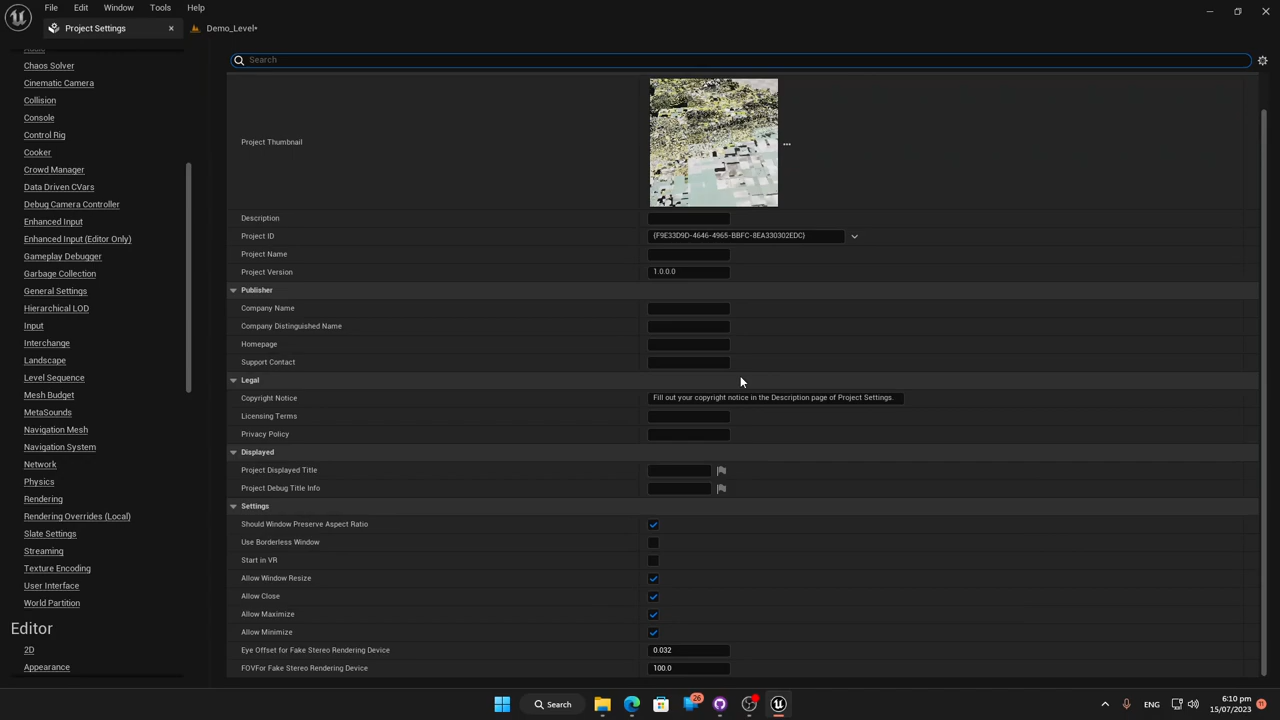 File Edit Window Tools Help
Project Settings
Demo_Level*
Search
Chaos Solver
Cinematic Camera
Collision
Console
Control Rig
Cooker
Crowd Manager
Data Driven CVars
Debug Camera Controller
Enhanced Input
Enhanced Input (Editor Only)
Gameplay Debugger
Garbage Collection
General Settings
Hierarchical LOD
Input
Interchange
Landscape
Level Sequence
Mesh Budget
MetaSounds
Navigation Mesh
Navigation System
Network
Physics
Rendering
Rendering Overrides (Local)
Slate Settings
Streaming
Texture Encoding
User Interface
World Partition
Editor
2D
Appearance
Project Thumbnail
Description
Project ID {F9E33D9D-4646-4965-BBFC-8EA330302EDC}
Project Name
Project Version 1.0.0.0
Publisher
Company Name
Company Distinguished Name
Homepage
Support Contact
Legal
Copyright Notice Fill out your copyright notice in the Description page of Project Settings.
Licensing Terms
Privacy Policy
Displayed
Project Displayed Title
Project Debug Title Info
Settings
Should Window Preserve Aspect Ratio
Use Borderless Window
Start in VR
Allow Window Resize
Allow Close
Allow Maximize
Allow Minimize
Eye Offset for Fake Stereo Rendering Device 0.032
FOVFor Fake Stereo Rendering Device 100.0
Search
26
ENG
6:10 pm
15/07/2023